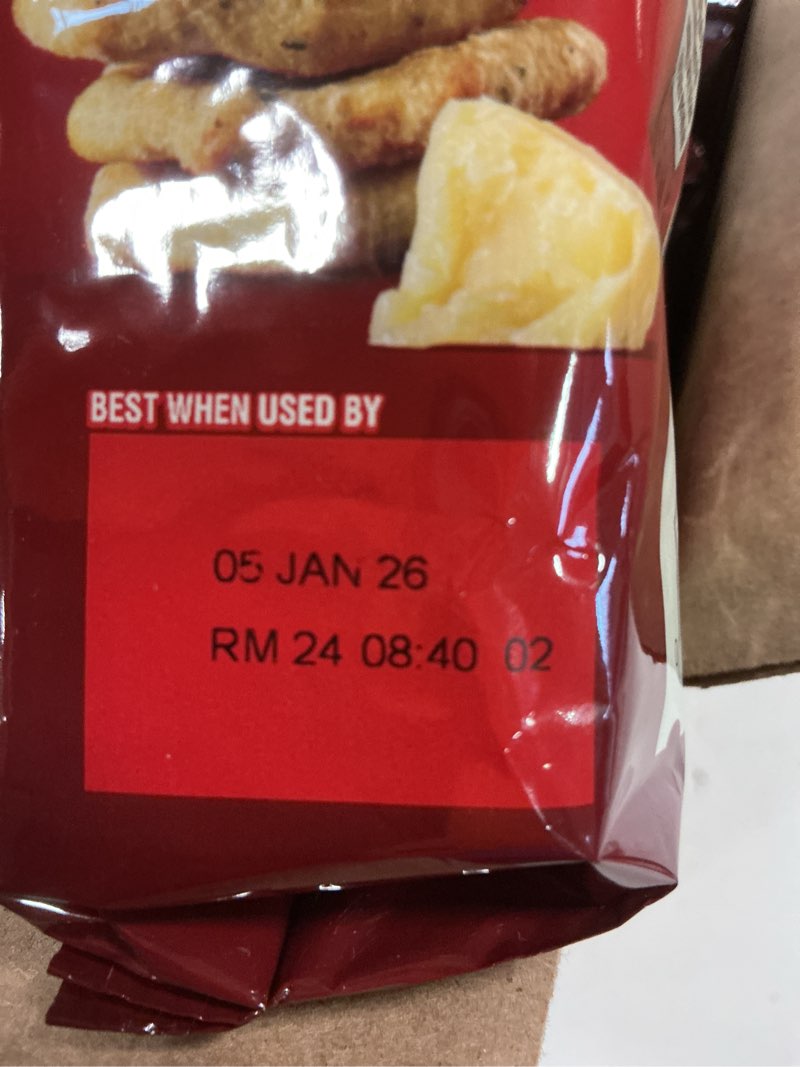 BEST WHEN USED BY
05 JAN 26
RM 24 08:40 02